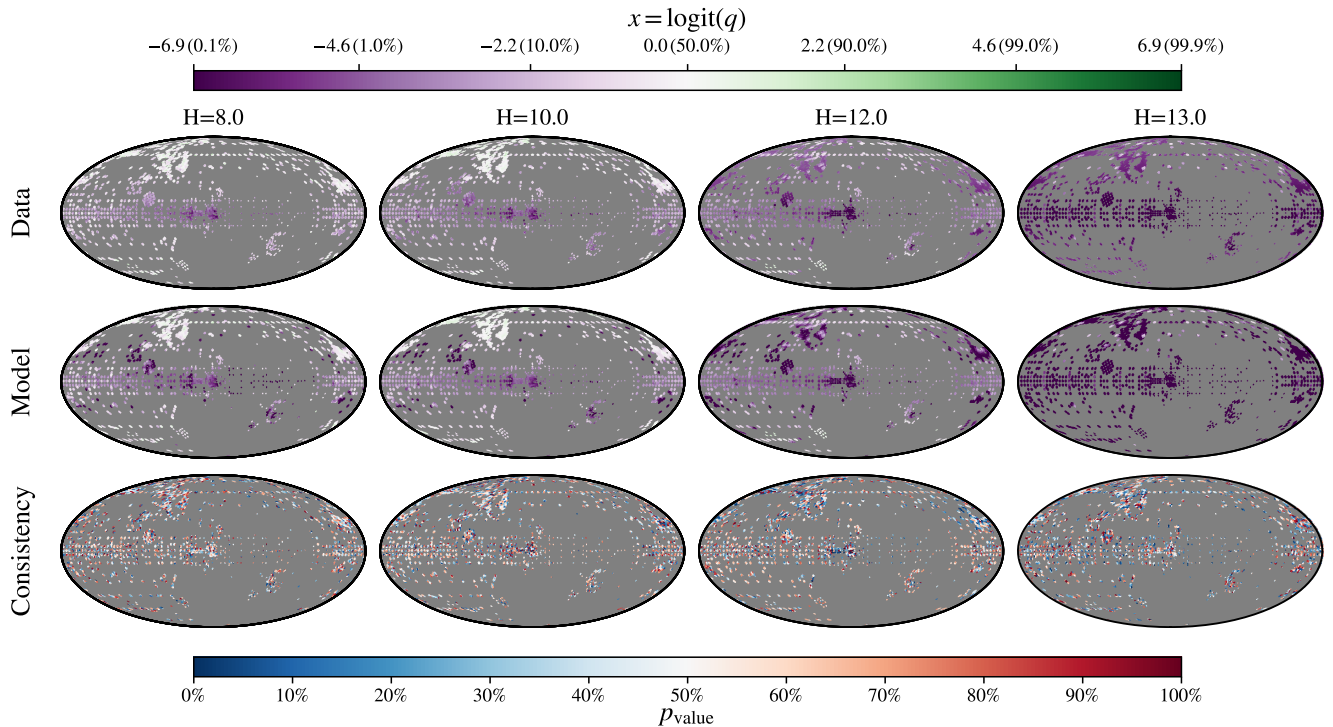 x = logit(q)
−6.9 (0.1%) −4.6 (1.0%) −2.2 (10.0%) 0.0 (50.0%) 2.2 (90.0%) 4.6 (99.0%) 6.9 (99.9%)
H=8.0 H=10.0 H=12.0 H=13.0
Data
Model
Consistency
0% 10% 20% 30% 40% 50% 60% 70% 80% 90% 100%
p_value